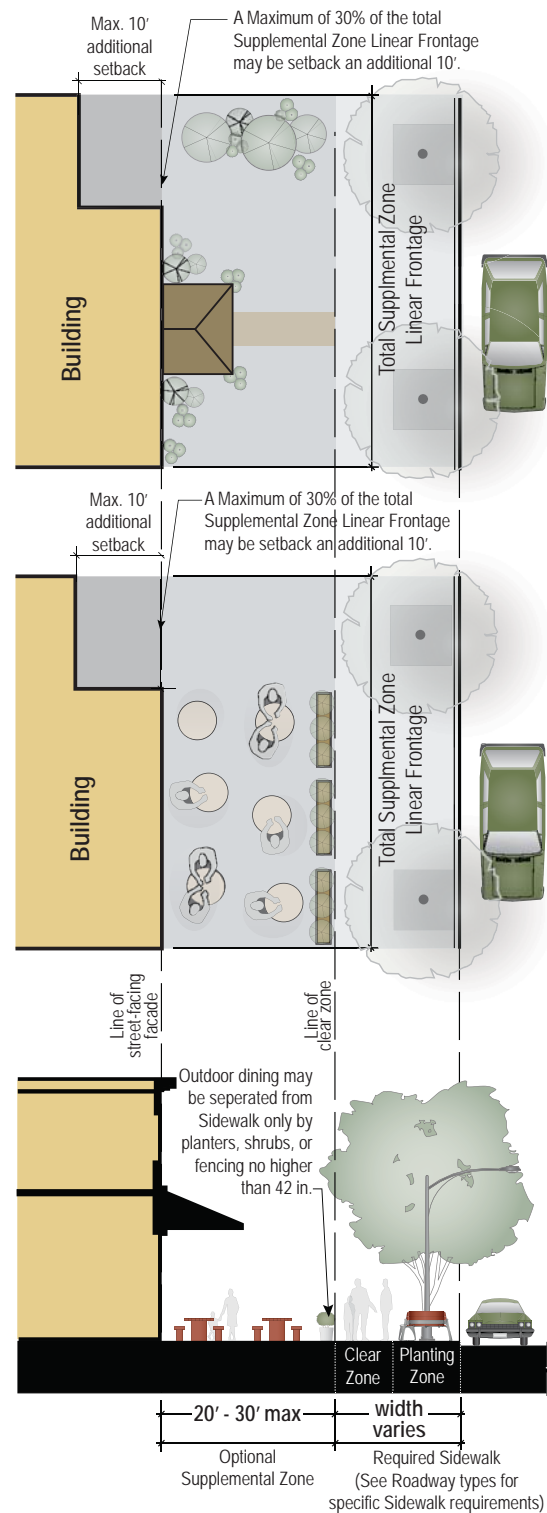 Max. 10'
additional
setback
A Maximum of 30% of the total
Supplemental Zone Linear Frontage
may be setback an additional 10'.
Building
Total Supplmental Zone
Linear Frontage
Max. 10'
additional
setback
A Maximum of 30% of the total
Supplemental Zone Linear Frontage
may be setback an additional 10'.
Building
Total Supplmental Zone
Linear Frontage
Line of
street-facing
facade
Line of
clear zone
Outdoor dining may
be seperated from
Sidewalk only by
planters, shrubs, or
fencing no higher
than 42 in.
Clear
Zone
Planting
Zone
20' - 30' max
width
varies
Optional
Supplemental Zone
Required Sidewalk
(See Roadway types for
specific Sidewalk requirements)